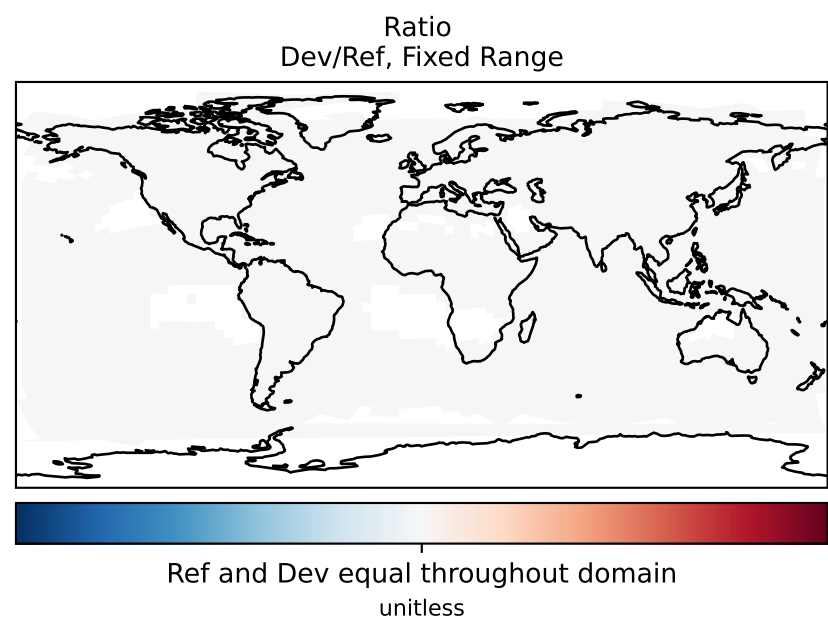 Ratio
Dev/Ref, Fixed Range
Ref and Dev equal throughout domain
unitless